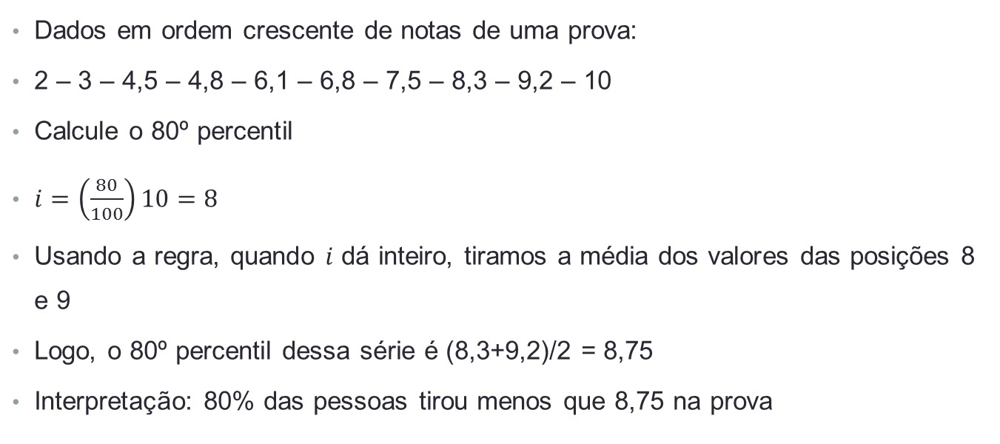 • Dados em ordem crescente de notas de uma prova:
• 2 – 3 – 4,5 – 4,8 – 6,1 – 6,8 – 7,5 – 8,3 – 9,2 – 10
• Calcule o 80º percentil
• i = (80/100) 10 = 8
• Usando a regra, quando i dá inteiro, tiramos a média dos valores das posições 8
e 9
• Logo, o 80º percentil dessa série é (8,3+9,2)/2 = 8,75
• Interpretação: 80% das pessoas tirou menos que 8,75 na prova